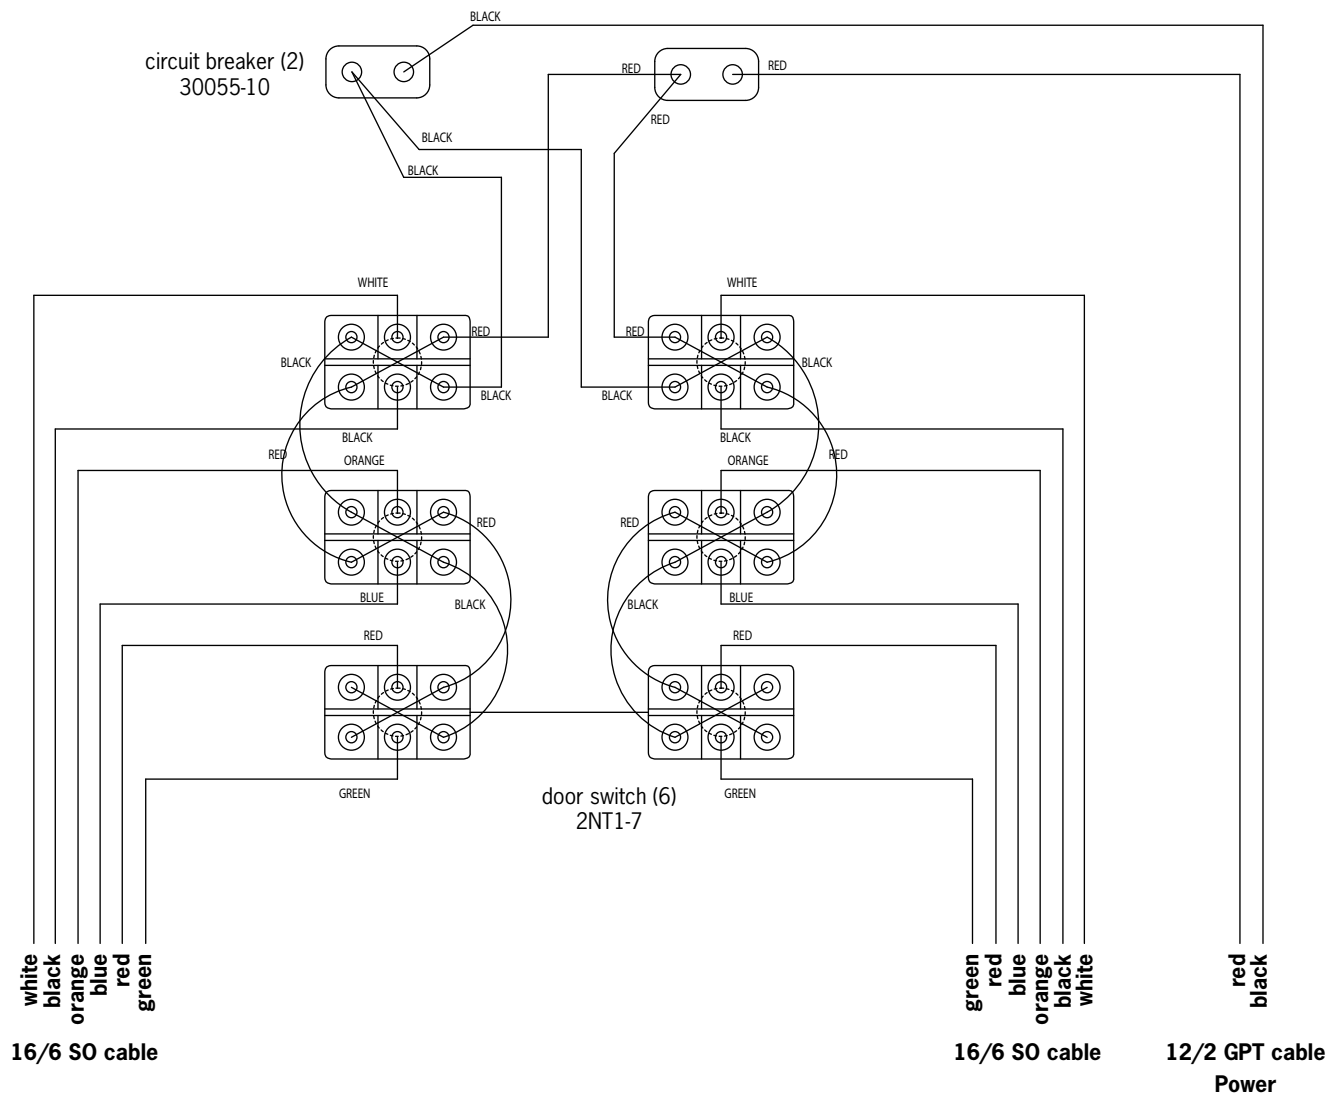 BLACK
circuit breaker (2)
30055-10
RED
RED
RED
BLACK
BLACK
WHITE
WHITE
RED
RED
BLACK
BLACK
BLACK
BLACK
BLACK
BLACK
RED
ORANGE
ORANGE
RED
RED
RED
BLUE
BLACK
BLACK
BLUE
RED
RED
GREEN
GREEN
door switch (6)
2NT1-7
white
black
orange
blue
red
green
green
red
blue
orange
black
white
red
black
16/6 SO cable
16/6 SO cable
12/2 GPT cable
Power